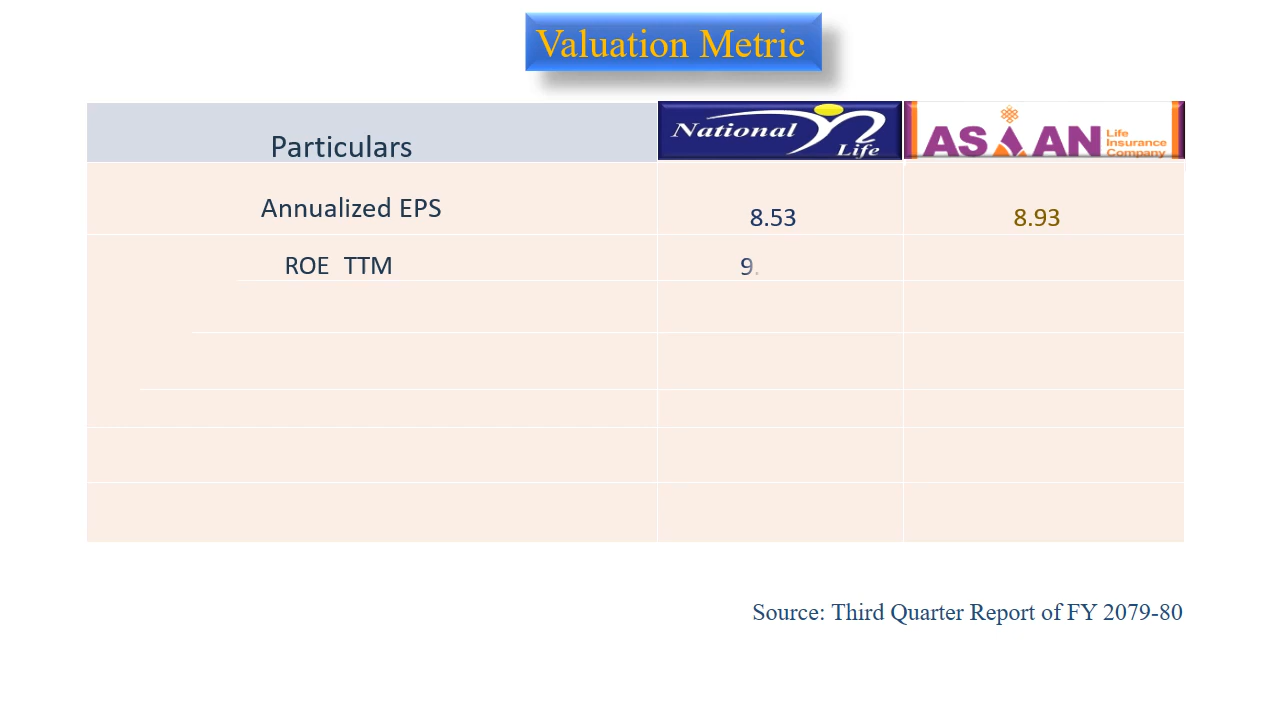 Valuation Metric
Particulars
National Life
ASIAN Life Insurance Company
Annualized EPS 8.53 8.93
ROE TTM 9.
Source: Third Quarter Report of FY 2079-80